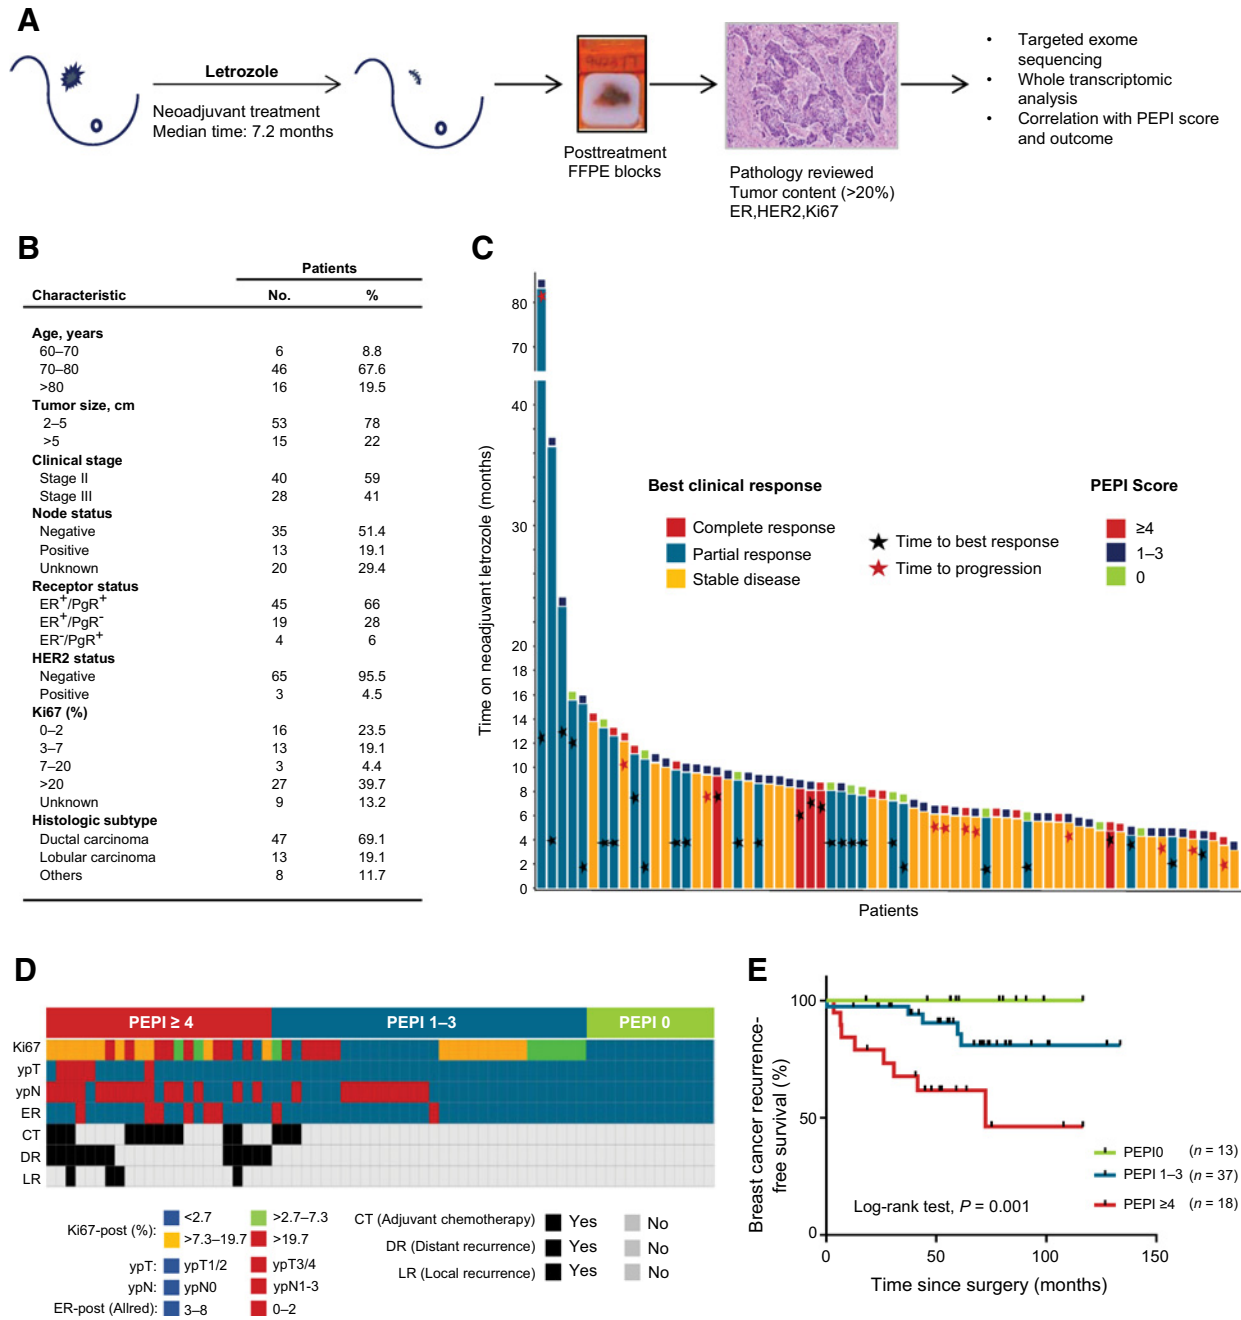 A
Letrozole
Neoadjuvant treatment
Median time: 7.2 months
Posttreatment
FFPE blocks
Pathology reviewed
Tumor content (>20%)
ER,HER2,Ki67
• Targeted exome
sequencing
• Whole transcriptomic
analysis
• Correlation with PEPI score
and outcome
B
Patients
Characteristic No. %
Age, years
60–70 6 8.8
70–80 46 67.6
>80 16 19.5
Tumor size, cm
2–5 53 78
>5 15 22
Clinical stage
Stage II 40 59
Stage III 28 41
Node status
Negative 35 51.4
Positive 13 19.1
Unknown 20 29.4
Receptor status
ER+/PgR+ 45 66
ER+/PgR- 19 28
ER-/PgR+ 4 6
HER2 status
Negative 65 95.5
Positive 3 4.5
Ki67 (%)
0–2 16 23.5
3–7 13 19.1
7–20 3 4.4
>20 27 39.7
Unknown 9 13.2
Histologic subtype
Ductal carcinoma 47 69.1
Lobular carcinoma 13 19.1
Others 8 11.7
C
Time on neoadjuvant letrozole (months)
80
70
40
30
20
18
16
14
12
10
8
6
4
2
0
Patients
Best clinical response
Complete response
Partial response
Stable disease
Time to best response
Time to progression
PEPI Score
≥4
1–3
0
D
PEPI ≥ 4 PEPI 1–3 PEPI 0
Ki67
ypT
ypN
ER
CT
DR
LR
Ki67-post (%): <2.7 >2.7–7.3
>7.3–19.7 >19.7
ypT: ypT1/2 ypT3/4
ypN: ypN0 ypN1-3
ER-post (Allred): 3–8 0–2
CT (Adjuvant chemotherapy) Yes No
DR (Distant recurrence) Yes No
LR (Local recurrence) Yes No
E
Breast cancer recurrence-
free survival (%)
100
50
0
0 50 100 150
Time since surgery (months)
Log-rank test, P = 0.001
PEPI0 (n = 13)
PEPI 1–3 (n = 37)
PEPI ≥4 (n = 18)